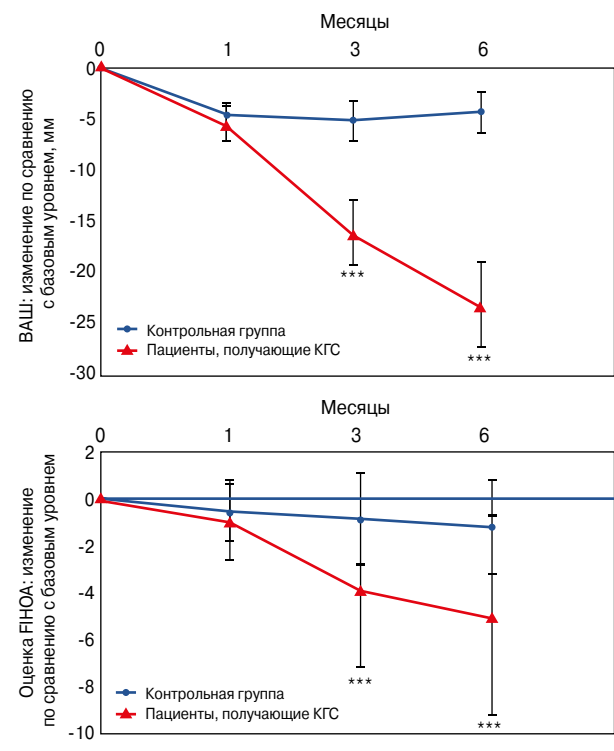 Месяцы
0 1 3 6
ВАШ: изменение по сравнению
с базовым уровнем, мм
0
-5
-10
-15
-20
-25
-30
***
***
Контрольная группа
Пациенты, получающие КГС
Месяцы
0 1 3 6
Оценка FIHOA: изменение
по сравнению с базовым уровнем
2
0
-2
-4
-6
-8
-10
***
***
Контрольная группа
Пациенты, получающие КГС